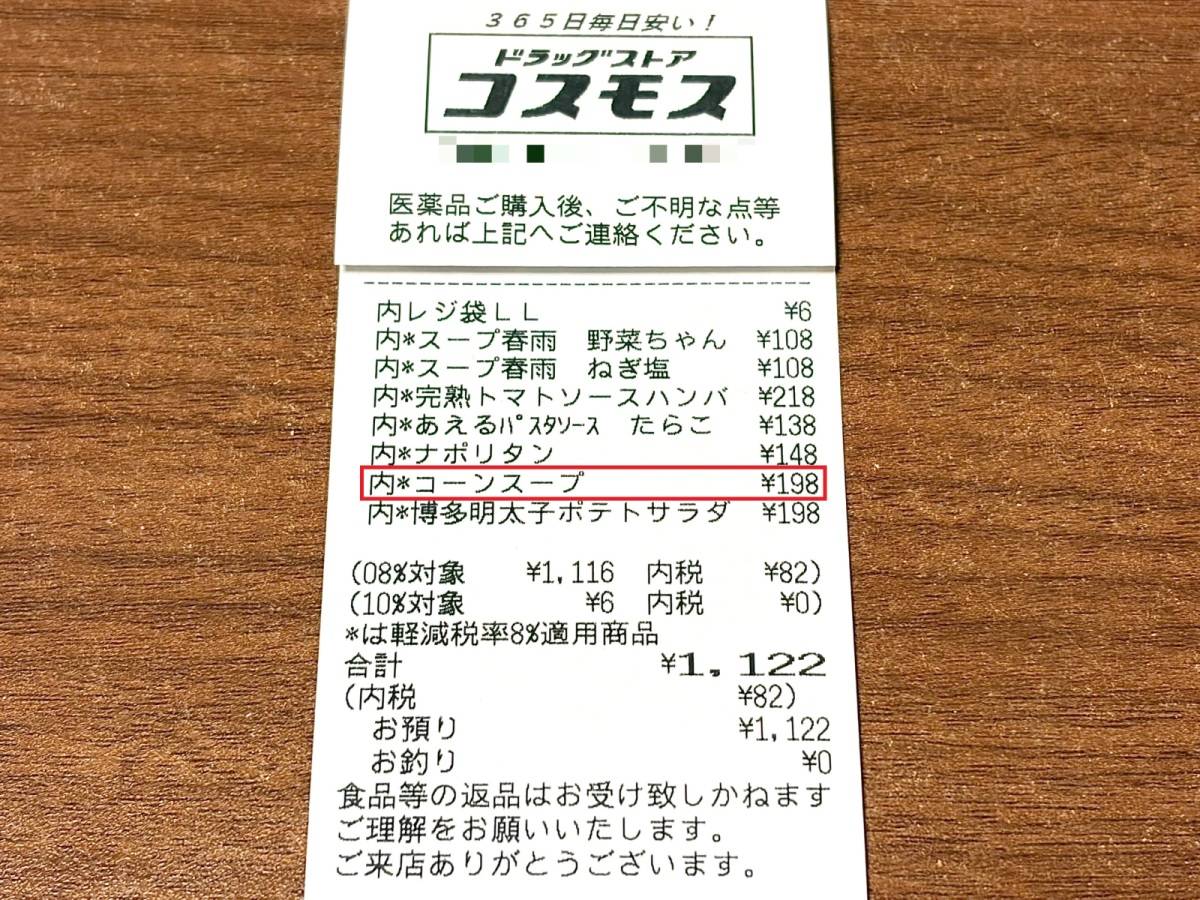 365日毎日安い!
ドラッグストア
コスモス
医薬品ご購入後、ご不明な点等
あれば上記へご連絡ください。
内レジ袋LL ¥6
内*スープ春雨 野菜ちゃん ¥108
内*スープ春雨 ねぎ塩 ¥108
内*完熟トマトソースハンバ ¥218
内*あえるパスタソース たらこ ¥138
内*ナポリタン ¥148
内*コーンスープ ¥198
内*博多明太子ポテトサラダ ¥198
(08%対象 ¥1,116 内税 ¥82)
(10%対象 ¥6 内税 ¥0)
*は軽減税率8%適用商品
合計 ¥1,122
(内税 ¥82)
お預り ¥1,122
お釣り ¥0
食品等の返品はお受け致しかねます
ご理解をお願いいたします。
ご来店ありがとうございます。